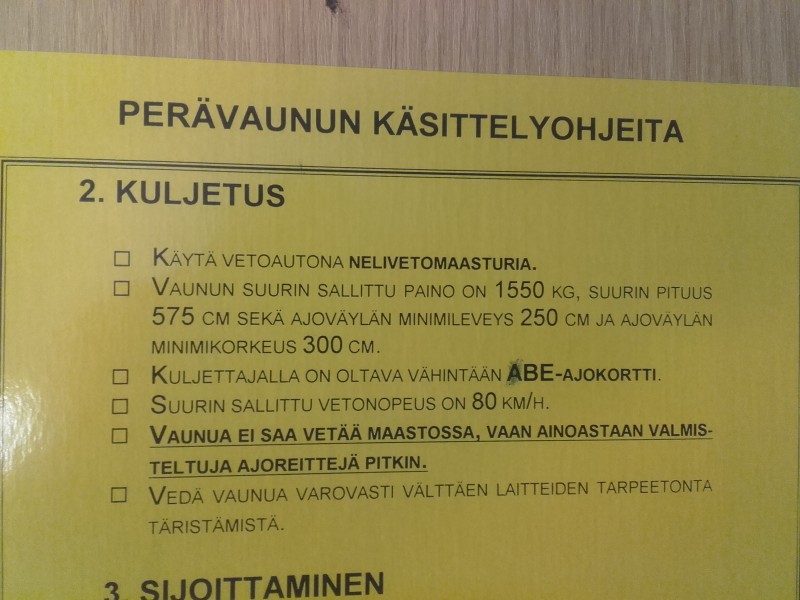 PERÄVAUNUN KÄSITTELYOHJEITA
2. KULJETUS
☐ KÄYTÄ VETOAUTONA NELIVETOMAASTURIA.
☐ VAUNUN SUURIN SALLITTU PAINO ON 1550 KG, SUURIN PITUUS
575 CM SEKÄ AJOVÄYLÄN MINIMILEVEYS 250 CM JA AJOVÄYLÄN
MINIMIKORKEUS 300 CM.
☐ KULJETTAJALLA ON OLTAVA VÄHINTÄÄN ABE-AJOKORTTI.
☐ SUURIN SALLITTU VETONOPEUS ON 80 KM/H.
☐ VAUNUA EI SAA VETÄÄ MAASTOSSA, VAAN AINOASTAAN VALMIS-
TELTUJA AJOREITTEJÄ PITKIN.
☐ VEDÄ VAUNUA VAROVASTI VÄLTTÄEN LAITTEIDEN TARPEETONTA
TÄRISTÄMISTÄ.
3. SIJOITTAMINEN